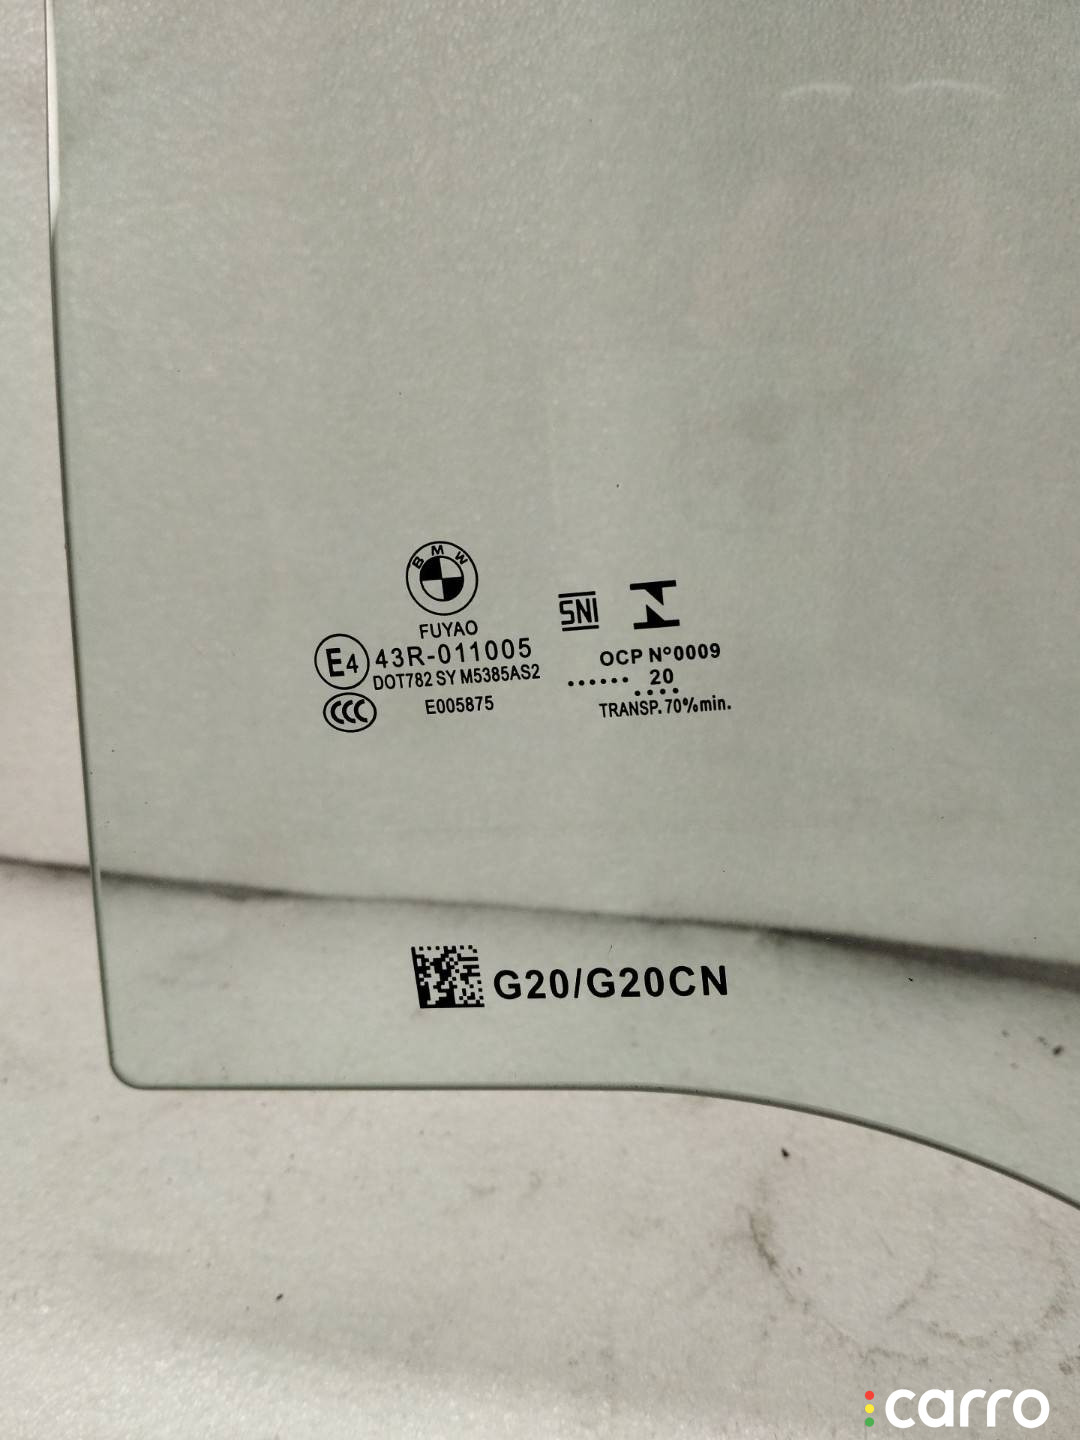 BMW
FUYAO
E4 43R-011005
DOT782 SY M5385AS2
CCC E005875
SNI
OCP Nº0009
...... 20
....
TRANSP. 70%min.
G20/G20CN
carro